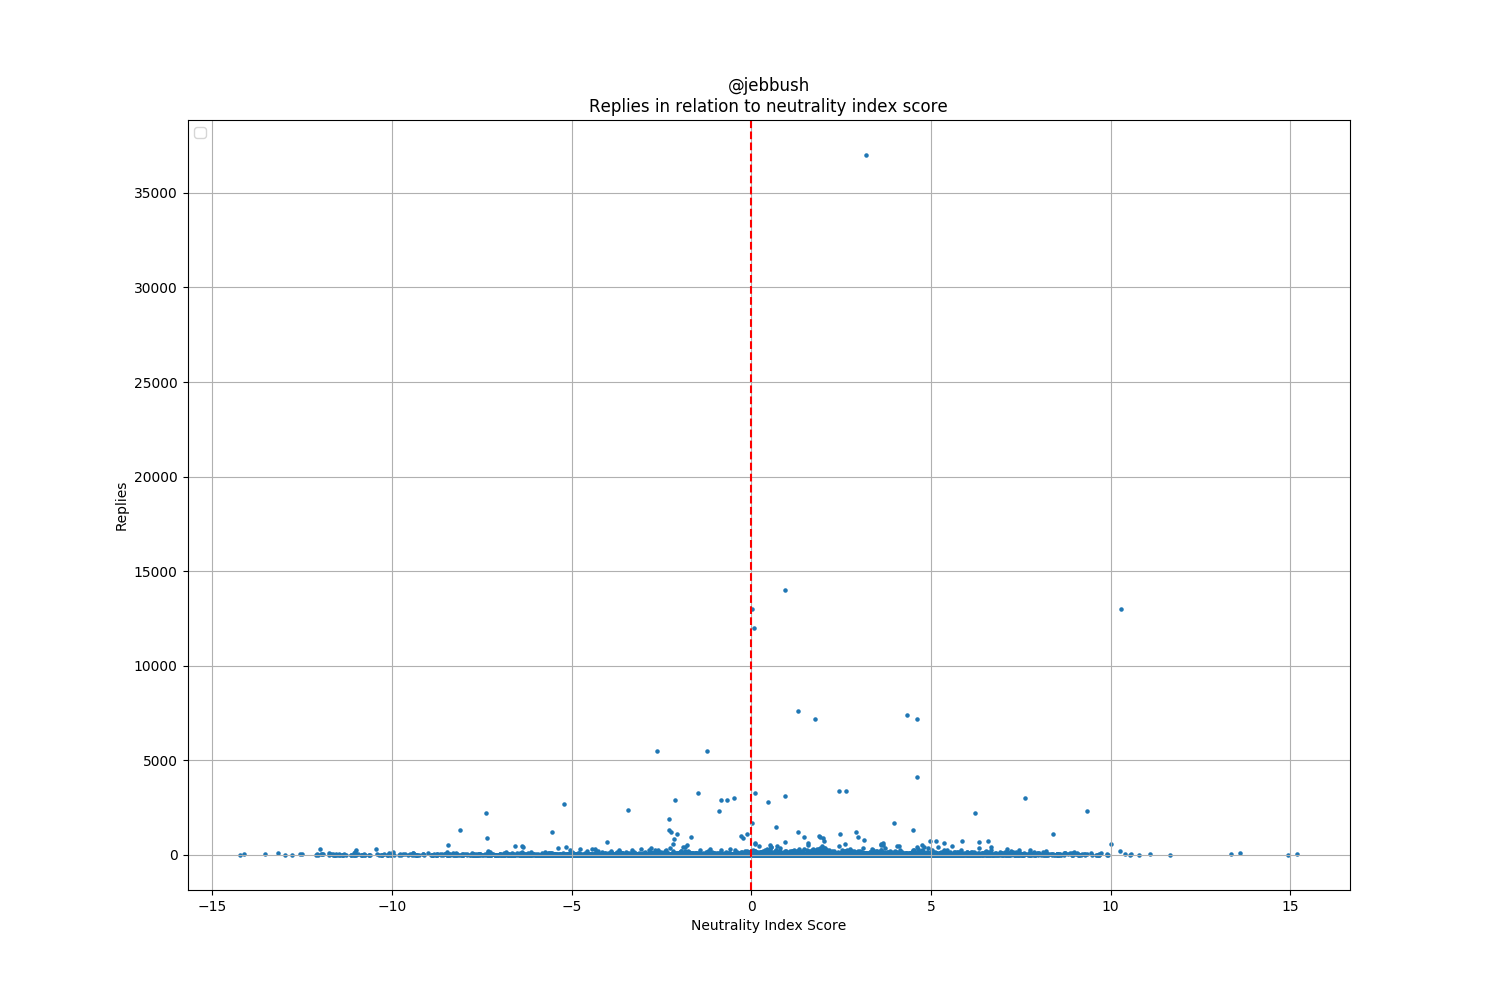 @jebbush
Replies in relation to neutrality index score
35000
30000
25000
20000
15000
10000
5000
0
Replies
−15 −10 −5 0 5 10 15
Neutrality Index Score